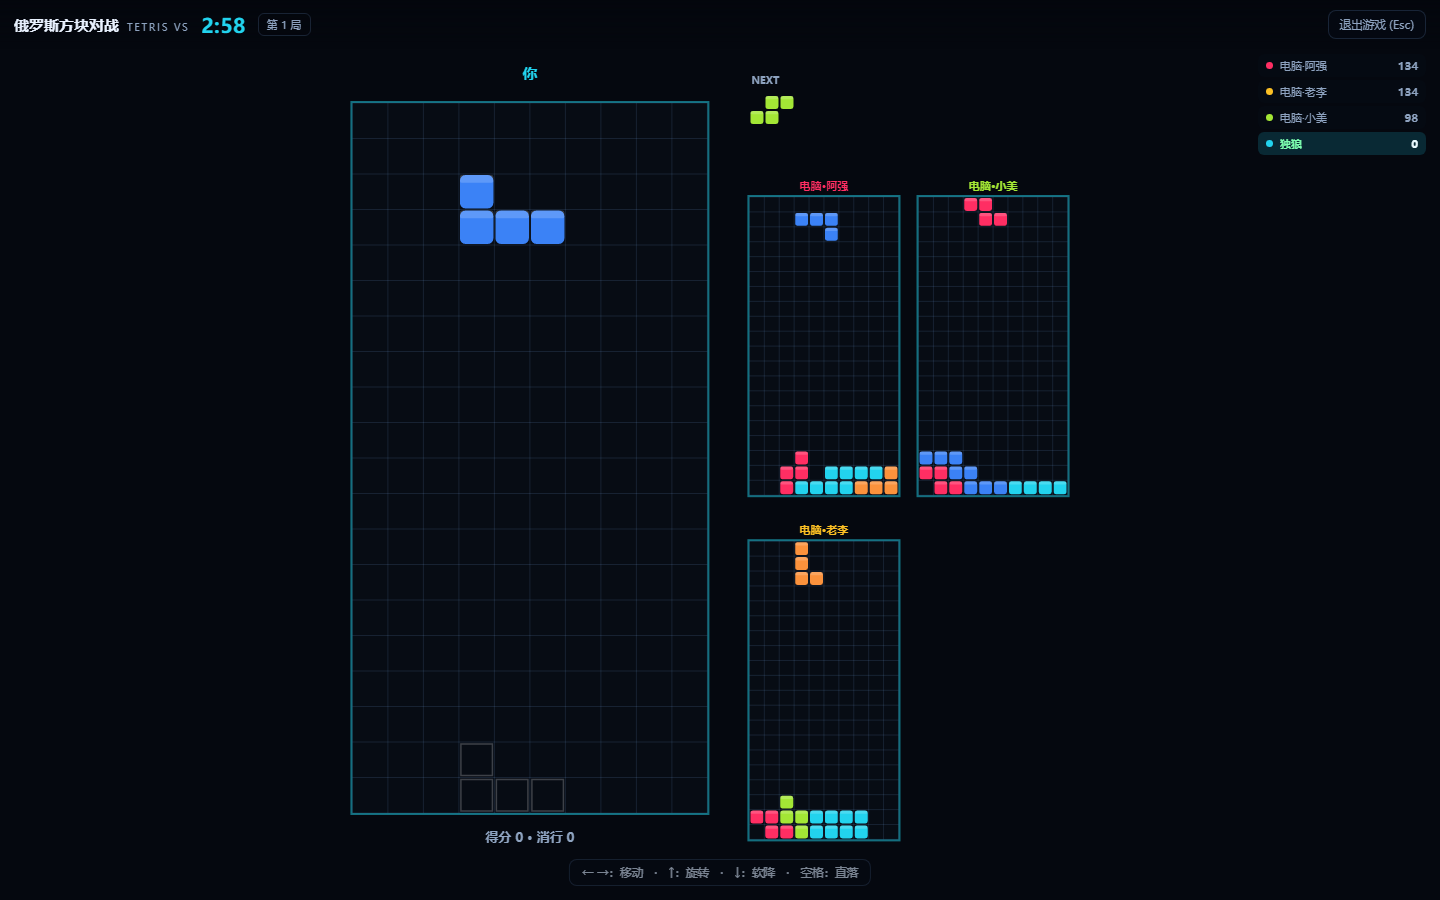 俄罗斯方块对战 TETRIS VS 2:58 第 1 局
退出游戏 (Esc)
你
NEXT
电脑·阿强 134
电脑·老李 134
电脑·小美 98
独狼 0
电脑·阿强
电脑·小美
电脑·老李
得分 0 • 消行 0
←→: 移动 · ↑: 旋转 · ↓: 软降 · 空格: 直落